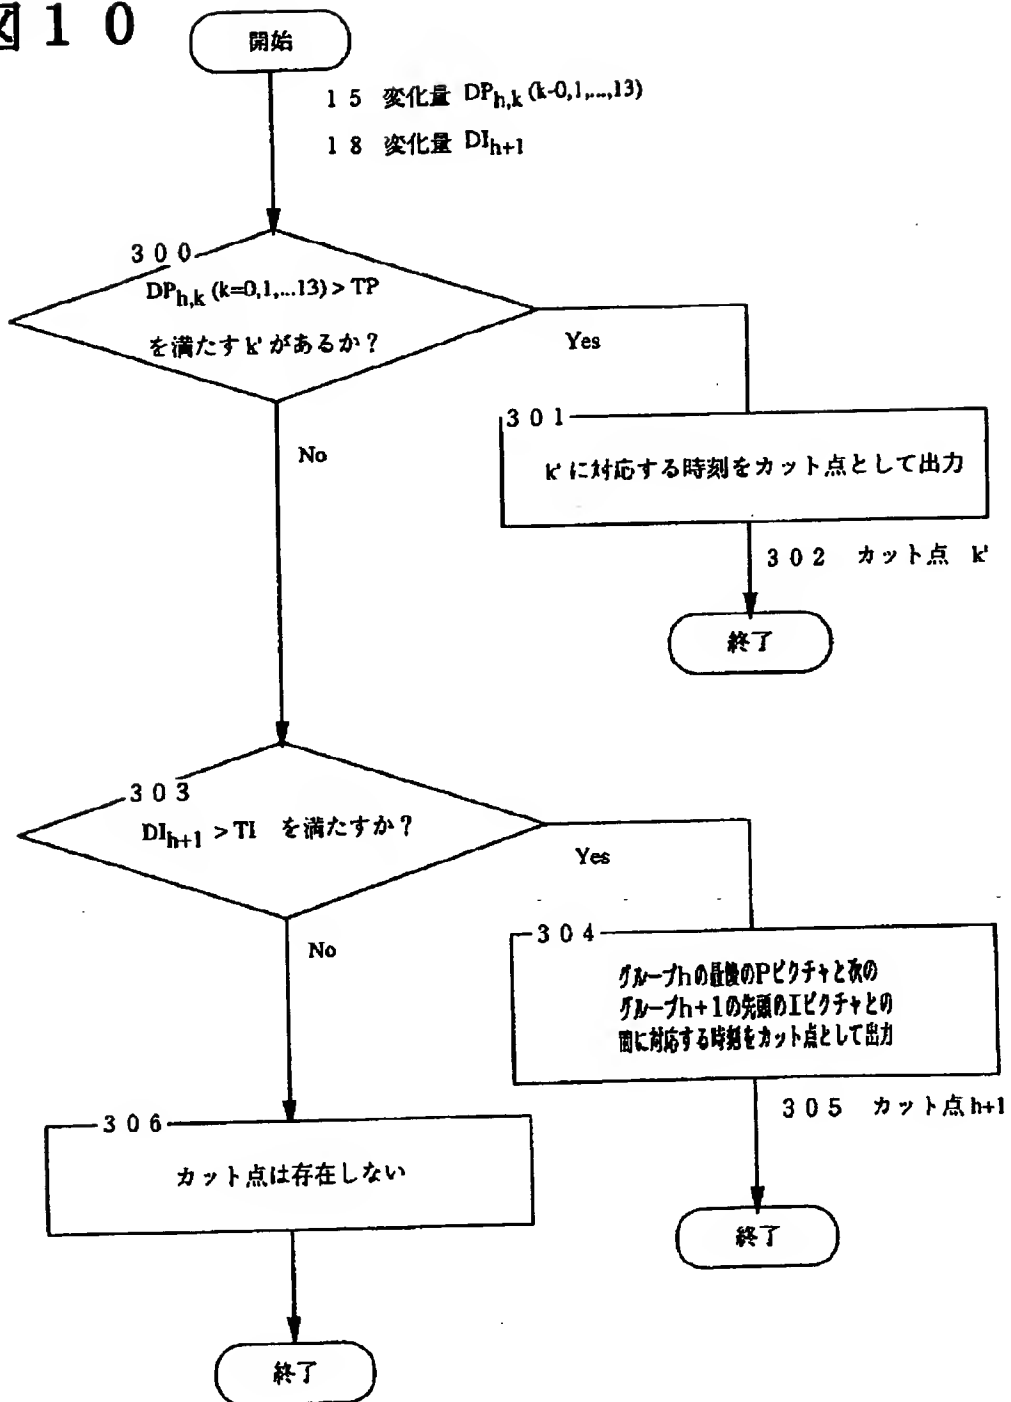 図10
開始
15 変化量 DPh,k (k-0,1,...,13)
18 変化量 DIh+1
300
DPh,k (k=0,1,...13) > TP
を満たす k' があるか?
Yes
No
301
k' に対応する時刻をカット点として出力
302 カット点 k'
終了
303
DIh+1 > TI を満たすか?
Yes
No
304
グループhの最後のPピクチャと次の
グループh+1の先頭のIピクチャとの
間に対応する時刻をカット点として出力
305 カット点 h+1
306
カット点は存在しない
終了
終了